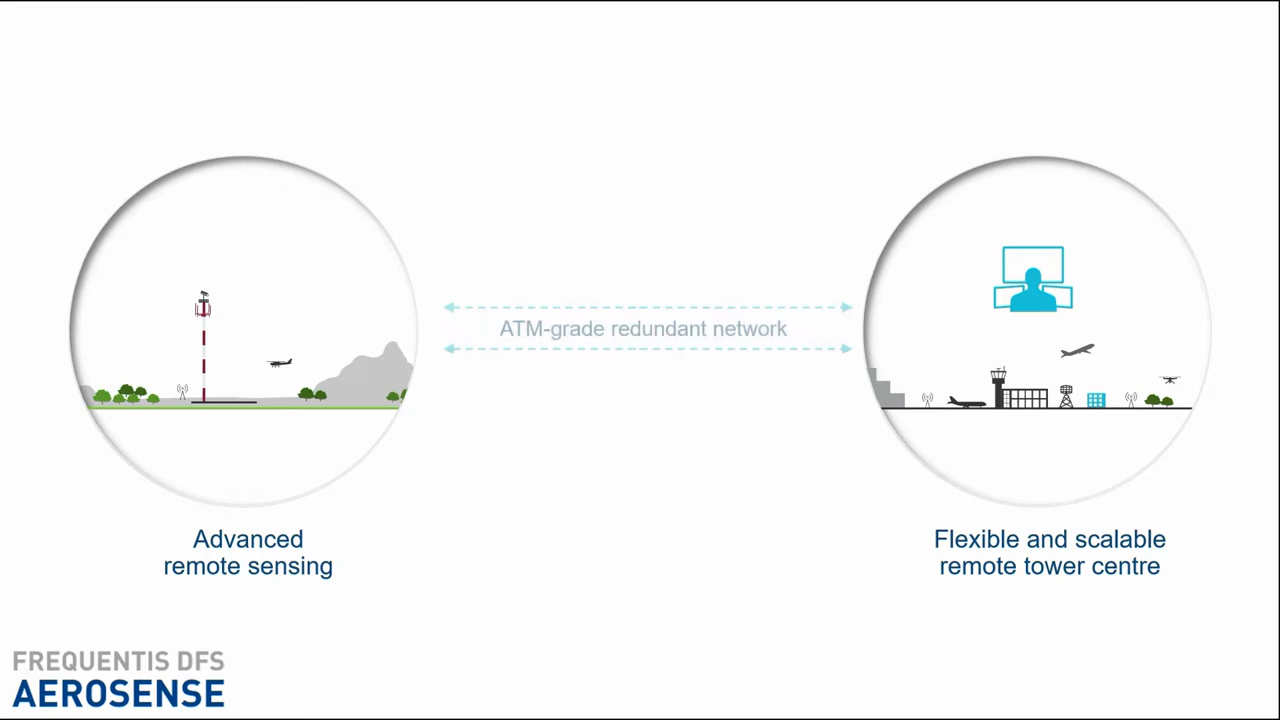 ATM-grade redundant network
Advanced
remote sensing
Flexible and scalable
remote tower centre
FREQUENTIS DFS
AEROSENSE